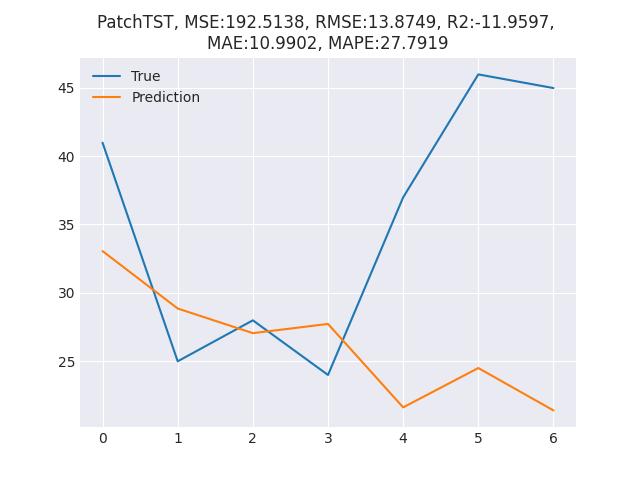 PatchTST, MSE:192.5138, RMSE:13.8749, R2:-11.9597,
MAE:10.9902, MAPE:27.7919
True
Prediction
45
40
35
30
25
0 1 2 3 4 5 6